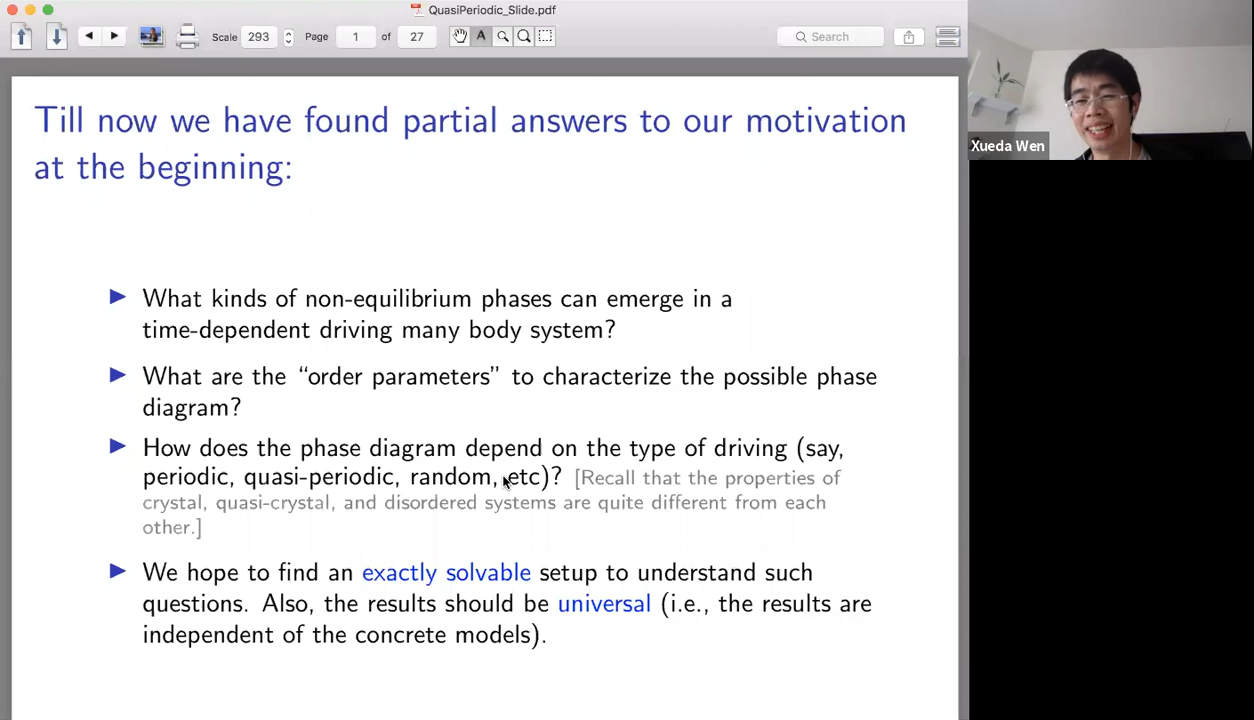 QuasiPeriodic_Slide.pdf
Scale 293 Page 1 of 27 A Search
Till now we have found partial answers to our motivation
at the beginning:
What kinds of non-equilibrium phases can emerge in a
time-dependent driving many body system?
What are the “order parameters” to characterize the possible phase
diagram?
How does the phase diagram depend on the type of driving (say,
periodic, quasi-periodic, random, etc)? [Recall that the properties of
crystal, quasi-crystal, and disordered systems are quite different from each
other.]
We hope to find an exactly solvable setup to understand such
questions. Also, the results should be universal (i.e., the results are
independent of the concrete models).
Xueda Wen